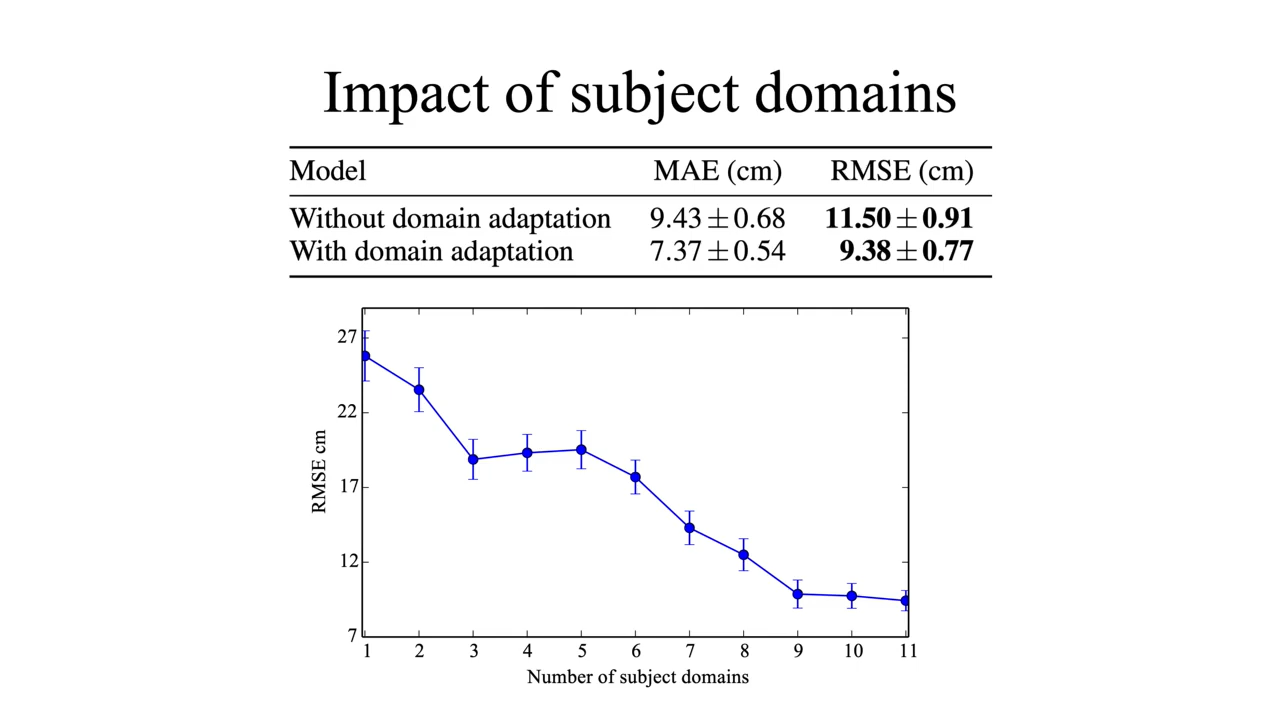 Impact of subject domains
Model MAE (cm) RMSE (cm)
Without domain adaptation 9.43 ± 0.68 11.50 ± 0.91
With domain adaptation 7.37 ± 0.54 9.38 ± 0.77
27
22
17
12
7
RMSE cm
1 2 3 4 5 6 7 8 9 10 11
Number of subject domains